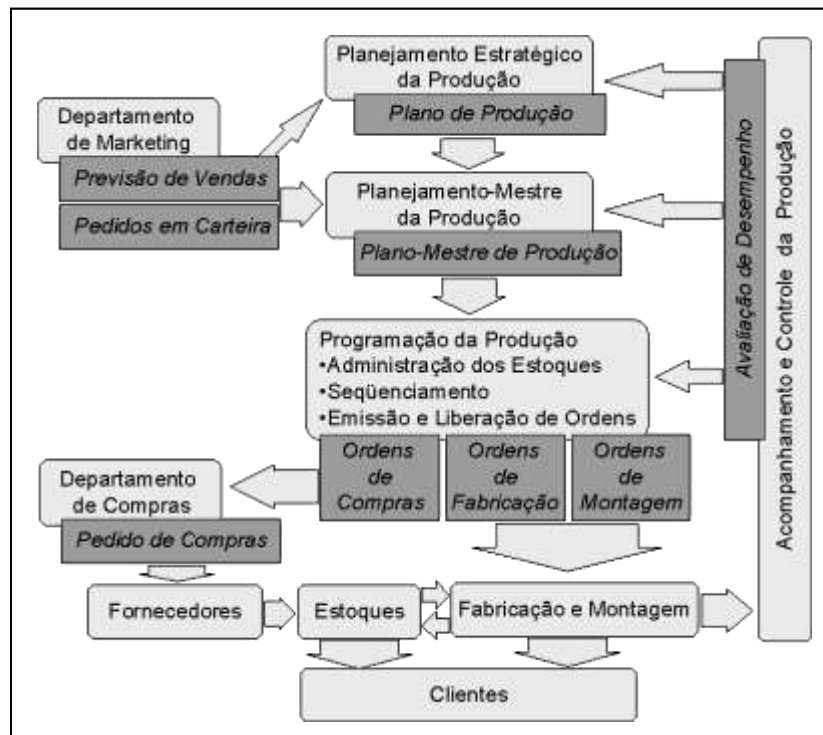 Planejamento Estratégico
da Produção
Plano de Produção
Departamento
de Marketing
Previsão de Vendas
Pedidos em Carteira
Planejamento-Mestre
da Produção
Plano-Mestre de Produção
Programação da Produção
•Administração dos Estoques
•Seqüenciamento
•Emissão e Liberação de Ordens
Ordens
de
Compras
Ordens
de
Fabricação
Ordens
de
Montagem
Departamento
de Compras
Pedido de Compras
Fornecedores
Estoques
Fabricação e Montagem
Clientes
Avaliação de Desempenho
Acompanhamento e Controle da Produção